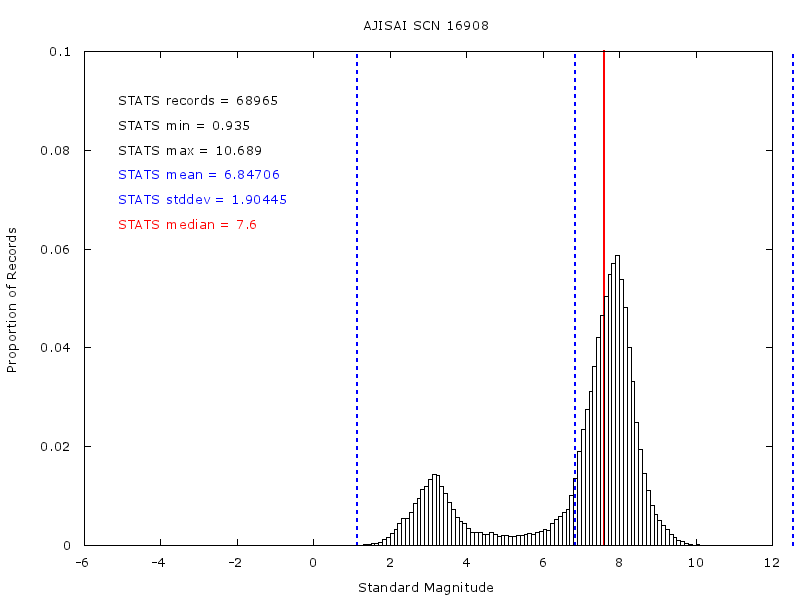 AJISAI SCN 16908
0.1
STATS records = 68965
STATS min = 0.935
STATS max = 10.689
STATS mean = 6.84706
STATS stddev = 1.90445
STATS median = 7.6
0.08
0.06
0.04
0.02
0
Proportion of Records
-6 -4 -2 0 2 4 6 8 10 12
Standard Magnitude